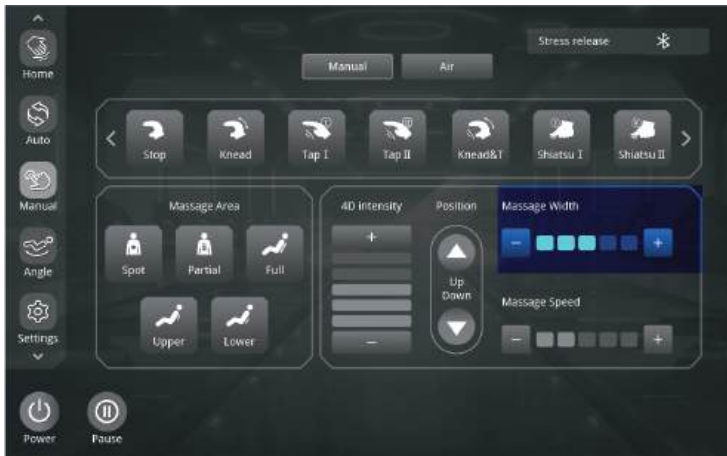 Stress release
Home
Manual
Air
Auto
Stop
Knead
Tap I
Tap II
Knead&T
Shiatsu I
Shiatsu II
Manual
Massage Area
4D intensity
Position
Massage Width
Spot
Partial
Full
Up
Down
Angle
Massage Speed
Upper
Lower
Settings
Power
Pause